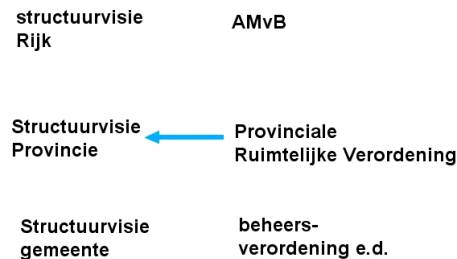 structuurvisie
Rijk
AMvB
Structuurvisie
Provincie
Provinciale
Ruimtelijke Verordening
Structuurvisie
gemeente
beheers-
verordening e.d.